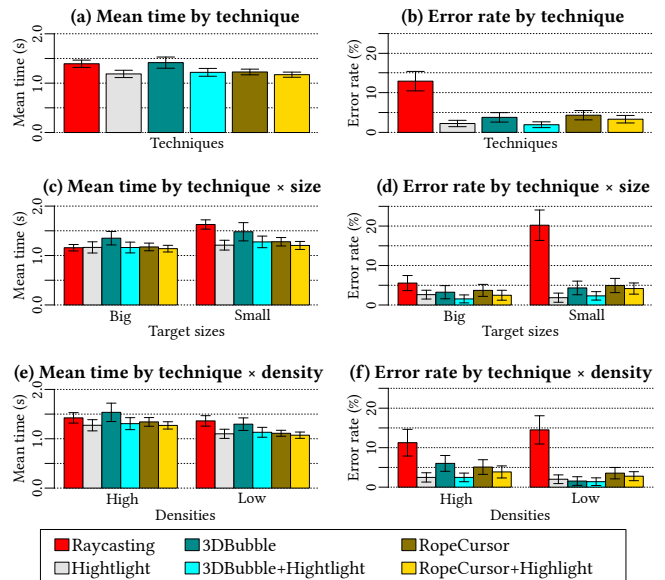 (a) Mean time by technique
Mean time (s)
0.0 1.0 2.0
Techniques
(b) Error rate by technique
Error rate (%)
0 10 20
Techniques
(c) Mean time by technique × size
Mean time (s)
0.0 1.0 2.0
Big Small
Target sizes
(d) Error rate by technique × size
Error rate (%)
0 10 20
Big Small
Target sizes
(e) Mean time by technique × density
Mean time (s)
0.0 1.0 2.0
High Low
Densities
(f) Error rate by technique × density
Error rate (%)
0 10 20
High Low
Densities
Raycasting 3DBubble RopeCursor
Hightlight 3DBubble+Hightlight RopeCursor+Highlight